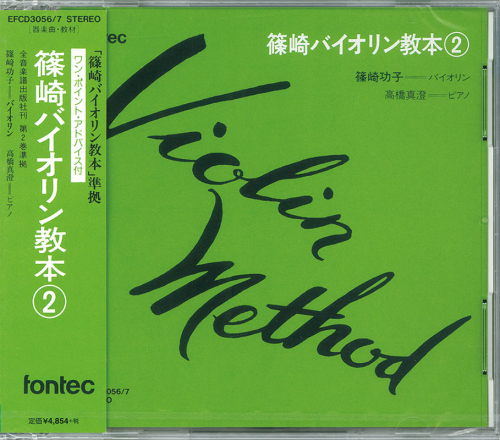 EFCD3056/7 STEREO
[器楽曲・教材]
「篠崎バイオリン教本」準拠
ワン・ポイント・アドバイス付
篠崎バイオリン教本②
全音楽譜出版社刊 第2巻準拠
篠崎功子──バイオリン 高橋真澄──ピアノ
fontec
定価¥4,854+税
篠崎バイオリン教本②
篠崎功子──バイオリン
高橋真澄──ピアノ
Violin
Method